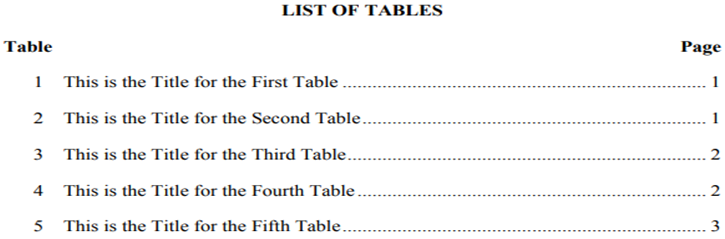 LIST OF TABLES
Table Page
1 This is the Title for the First Table ........................................................................ 1
2 This is the Title for the Second Table.................................................................... 1
3 This is the Title for the Third Table....................................................................... 2
4 This is the Title for the Fourth Table..................................................................... 2
5 This is the Title for the Fifth Table........................................................................ 3